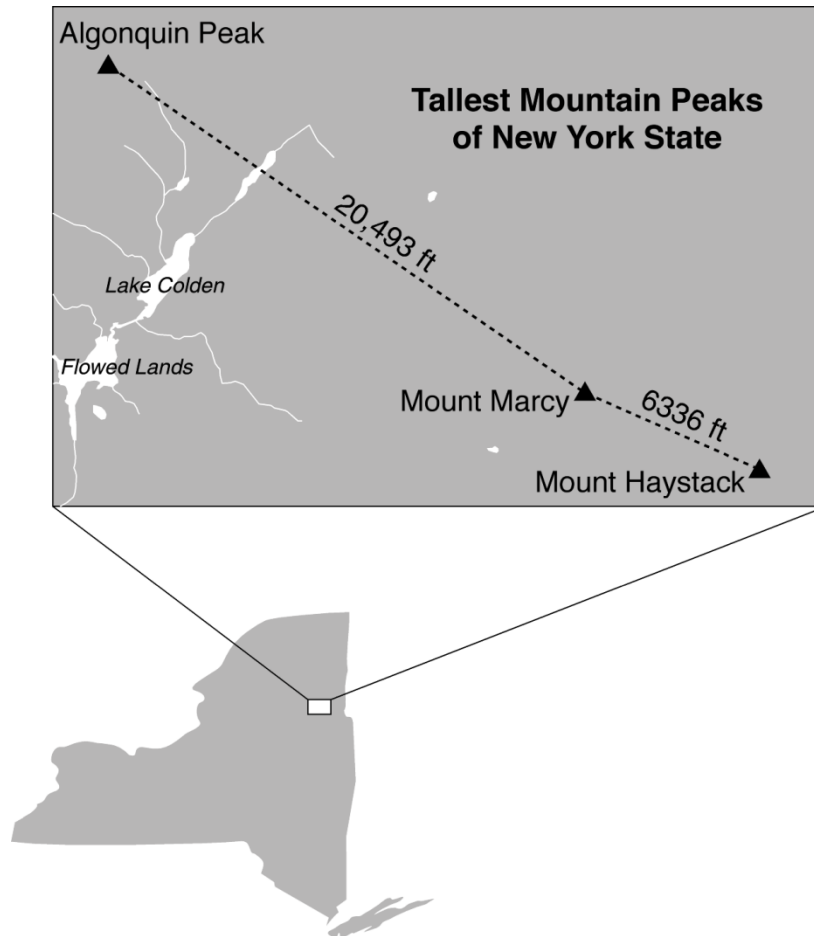 Algonquin Peak
Tallest Mountain Peaks
of New York State
20,493 ft
Lake Colden
Flowed Lands
Mount Marcy
6336 ft
Mount Haystack